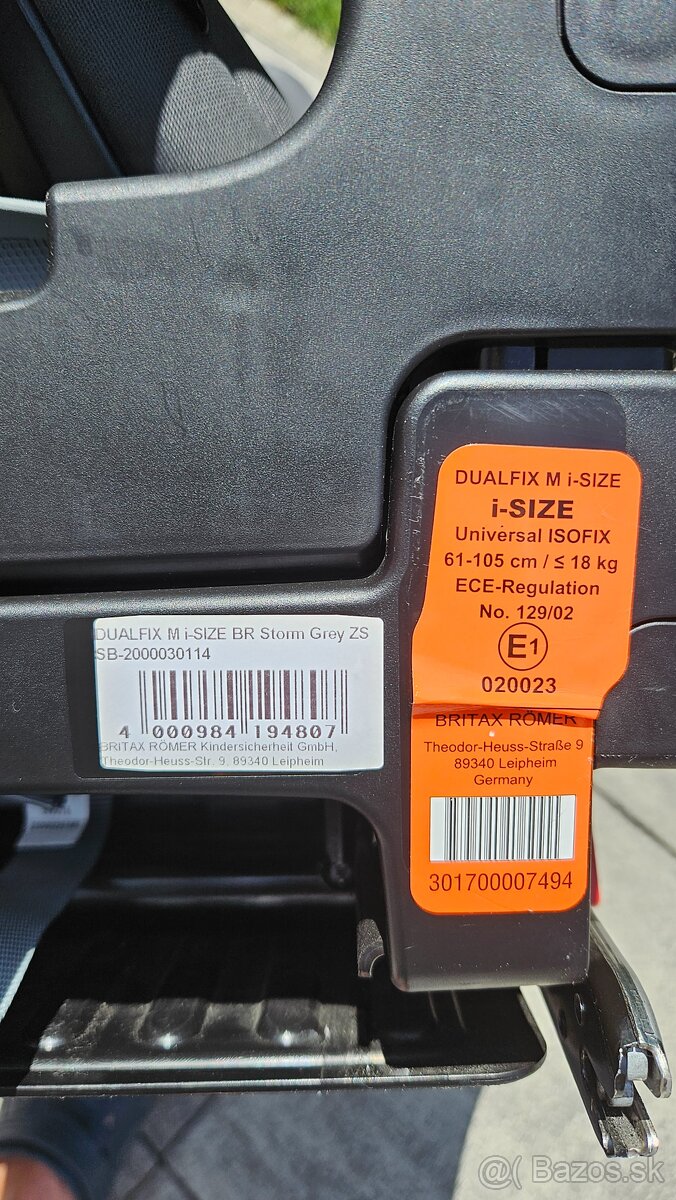 DUALFIX M i-SIZE
i-SIZE
Universal ISOFIX
61-105 cm / ≤ 18 kg
ECE-Regulation
No. 129/02
E1
020023
BRITAX RÖMER
Theodor-Heuss-Straße 9
89340 Leipheim
Germany
301700007494
DUALFIX M i-SIZE BR Storm Grey ZS
SB-2000030114
4 000984 194807
BRITAX RÖMER Kindersicherheit GmbH,
Theodor-Heuss-Str. 9, 89340 Leipheim
Bazos.sk